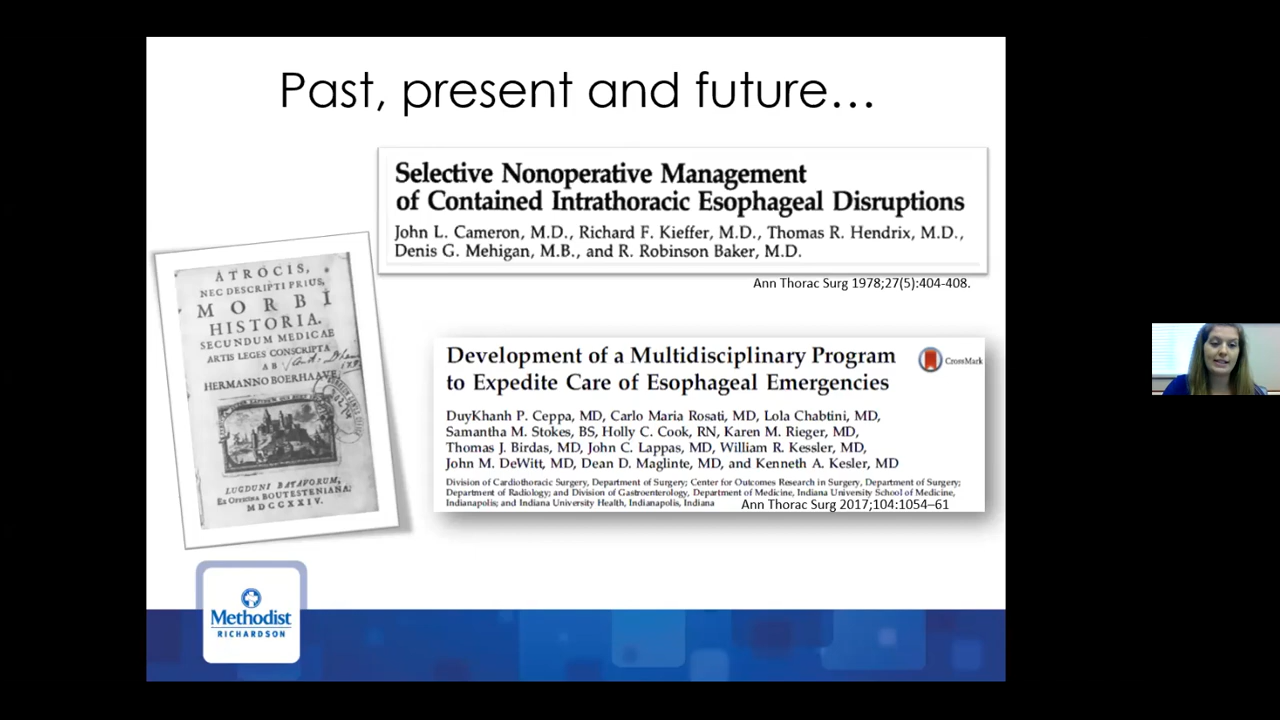 Past, present and future…
Selective Nonoperative Management
of Contained Intrathoracic Esophageal Disruptions
John L. Cameron, M.D., Richard F. Kieffer, M.D., Thomas R. Hendrix, M.D.,
Denis G. Mehigan, M.B., and R. Robinson Baker, M.D.
Ann Thorac Surg 1978;27(5):404-408.
ATROCIS,
NEC DESCRIPTI PRIUS,
MORBI
HISTORIA.
SECUNDUM MEDICAE
ARTIS LEGES CONSCRIPTA
AB
HERMANNO BOERHAAVE.
LUGDUNI BATAVORUM,
Ex Officina BOUTESTENIANA.
MDCCXXIV.
Development of a Multidisciplinary Program
to Expedite Care of Esophageal Emergencies
CrossMark
DuyKhanh P. Ceppa, MD, Carlo Maria Rosati, MD, Lola Chabtini, MD,
Samantha M. Stokes, BS, Holly C. Cook, RN, Karen M. Rieger, MD,
Thomas J. Birdas, MD, John C. Lappas, MD, William R. Kessler, MD,
John M. DeWitt, MD, Dean D. Maglinte, MD, and Kenneth A. Kesler, MD
Division of Cardiothoracic Surgery, Department of Surgery; Center for Outcomes Research in Surgery, Department of Surgery;
Department of Radiology; and Division of Gastroenterology, Department of Medicine, Indiana University School of Medicine,
Indianapolis; and Indiana University Health, Indianapolis, Indiana
Ann Thorac Surg 2017;104:1054–61
Methodist
RICHARDSON